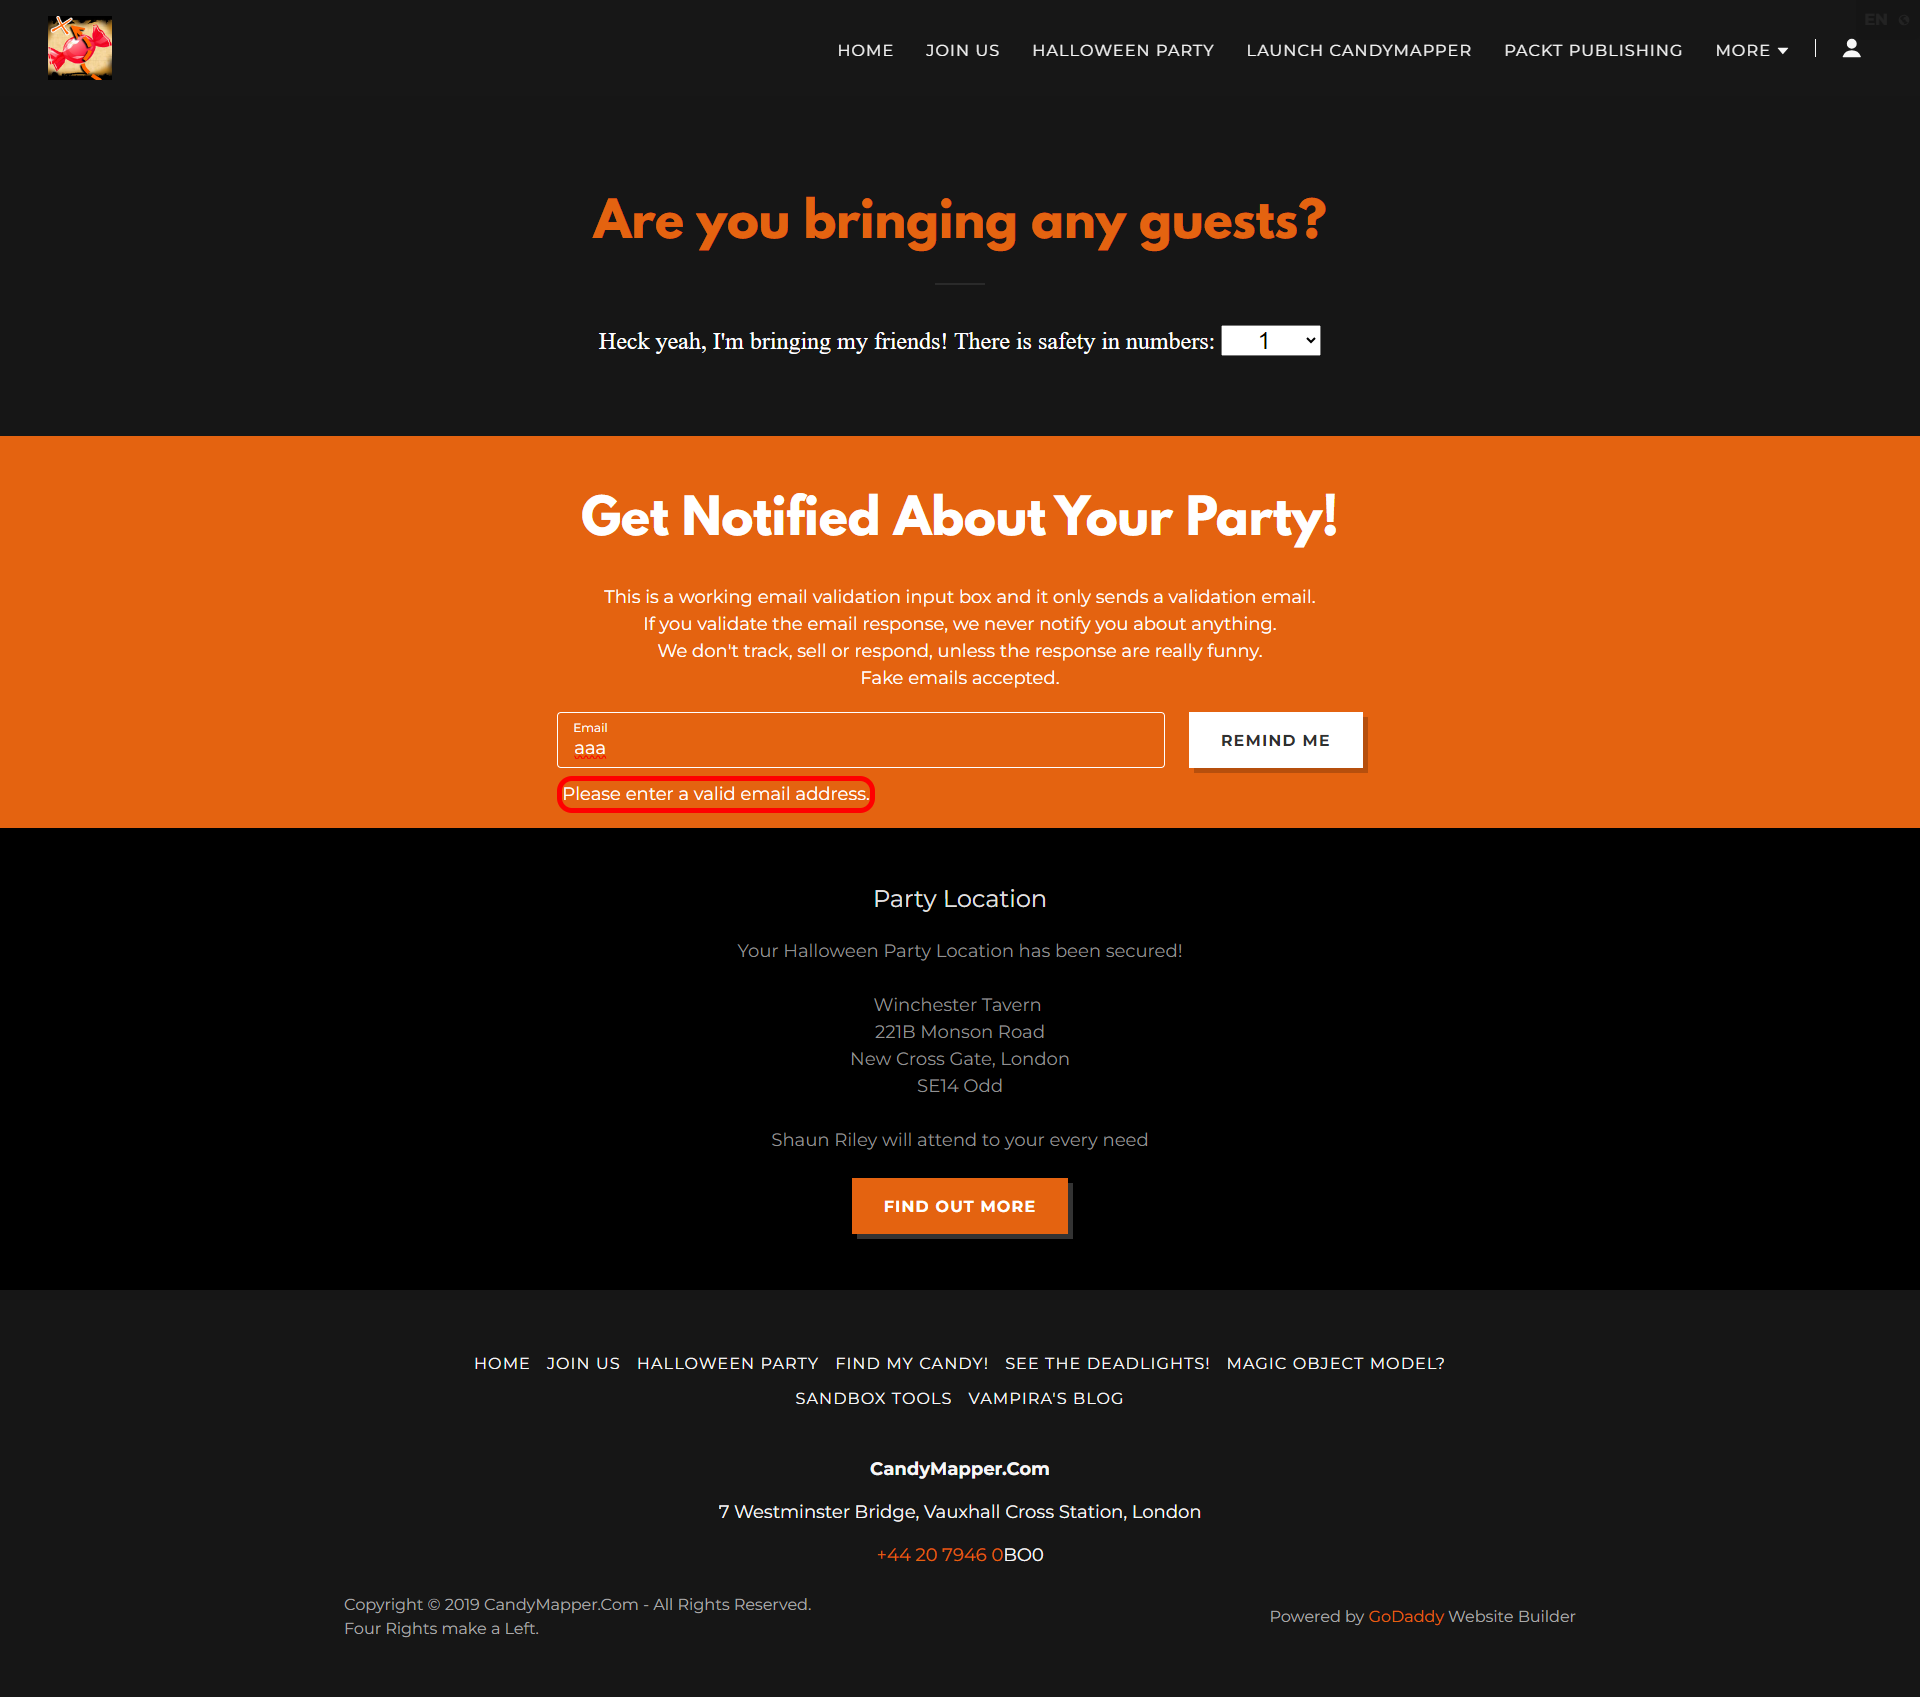 EN
HOME
JOIN US
HALLOWEEN PARTY
LAUNCH CANDYMAPPER
PACKT PUBLISHING
MORE
Are you bringing any guests?
Heck yeah, I'm bringing my friends! There is safety in numbers: 1
Get Notified About Your Party!
This is a working email validation input box and it only sends a validation email.
If you validate the email response, we never notify you about anything.
We don't track, sell or respond, unless the response are really funny.
Fake emails accepted.
Email
aaa
REMIND ME
Please enter a valid email address.
Party Location
Your Halloween Party Location has been secured!
Winchester Tavern
221B Monson Road
New Cross Gate, London
SE14 Odd
Shaun Riley will attend to your every need
FIND OUT MORE
HOME JOIN US HALLOWEEN PARTY FIND MY CANDY! SEE THE DEADLIGHTS! MAGIC OBJECT MODEL?
SANDBOX TOOLS VAMPIRA'S BLOG
CandyMapper.Com
7 Westminster Bridge, Vauxhall Cross Station, London
+44 20 7946 0BO0
Copyright © 2019 CandyMapper.Com - All Rights Reserved.
Four Rights make a Left.
Powered by GoDaddy Website Builder